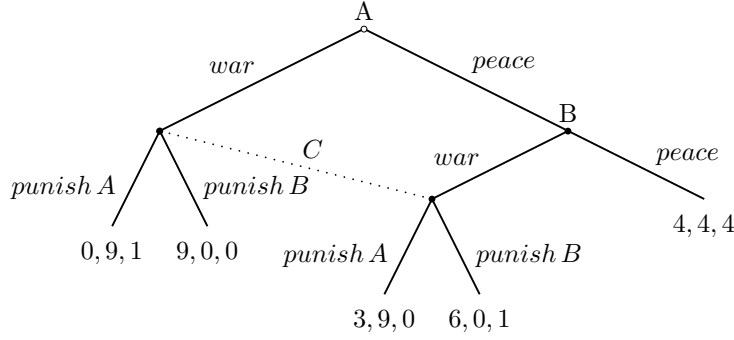 A
war
peace
B
C
war
peace
punish A
punish B
0, 9, 1
9, 0, 0
4, 4, 4
punish A
punish B
3, 9, 0
6, 0, 1